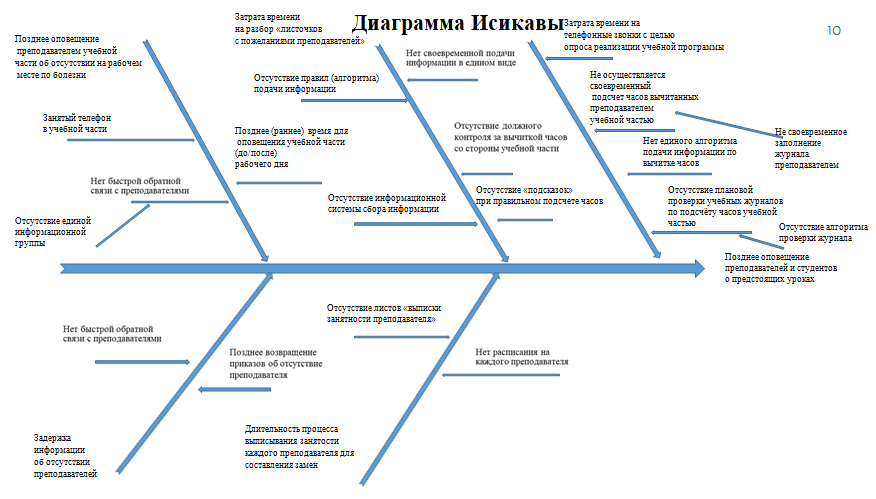 Диаграмма Исикавы
10
Позднее оповещение
преподавателем учебной
части об отсутствии на рабочем
месте по болезни
Занятый телефон
в учебной части
Нет быстрой обратной
связи с преподавателями
Отсутствие единой
информационной
группы
Затрата времени
на разбор «листочков
с пожеланиями преподавателей»
Отсутствие правил (алгоритма)
подачи информации
Позднее (раннее) время для
оповещения учебной части
(до/после)
рабочего дня
Отсутствие информационной
системы сбора информации
Нет своевременной подачи
информации в едином виде
Отсутствие должного
контроля за вычиткой часов
со стороны учебной части
Отсутствие «подсказок»
при правильном подсчете часов
Затрата времени на
телефонные звонки с целью
опроса реализации учебной программы
Не осуществляется
своевременный
подсчет часов вычитанных
преподавателем
учебной частью
Не своевременное
заполнение
журнала
преподавателем
Нет единого алгоритма
подачи информации по
вычитке часов
Отсутствие плановой
проверки учебных журналов
по подсчёту часов учебной
частью
Отсутствие алгоритма
проверки журнала
Позднее оповещение
преподавателей и студентов
о предстоящих уроках
Нет быстрой обратной
связи с преподавателями
Позднее возвращение
приказов об отсутствие
преподавателя
Задержка
информации
об отсутствии
преподавателей
Отсутствие листов «выписки
занятости преподавателя»
Нет расписания на
каждого преподавателя
Длительность процесса
выписывания занятости
каждого преподавателя для
составления замен